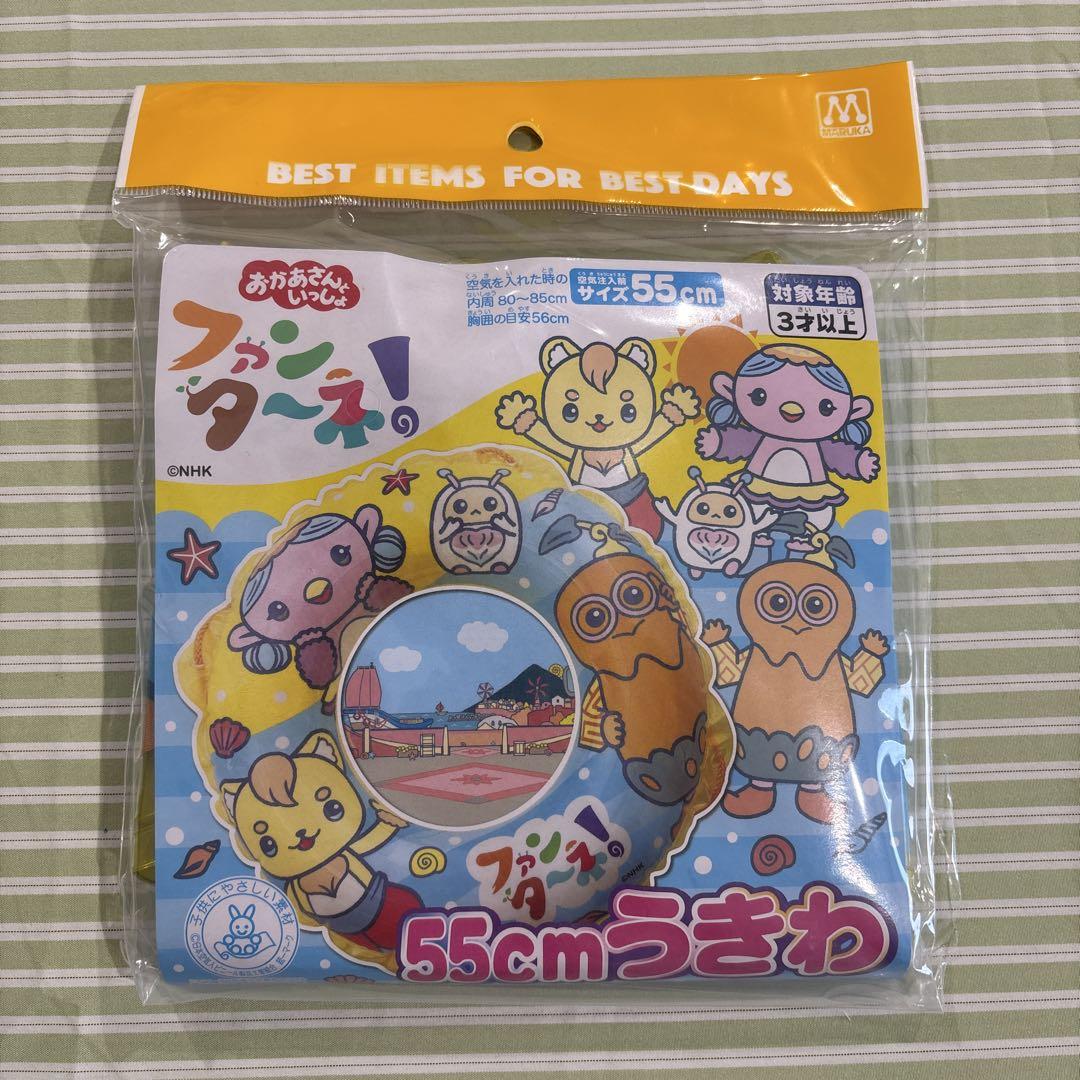 MARUKA
BEST ITEMS FOR BEST DAYS
おかあさんと
いっしょ
ファン
ターネ!
©NHK
空気を入れた時の
内周 80〜85cm
胸囲の目安56cm
空気注入前
サイズ55cm
対象年齢
3才以上
ファン
ターネ!
©NHK
子供にやさしい素材
55cmうきわ